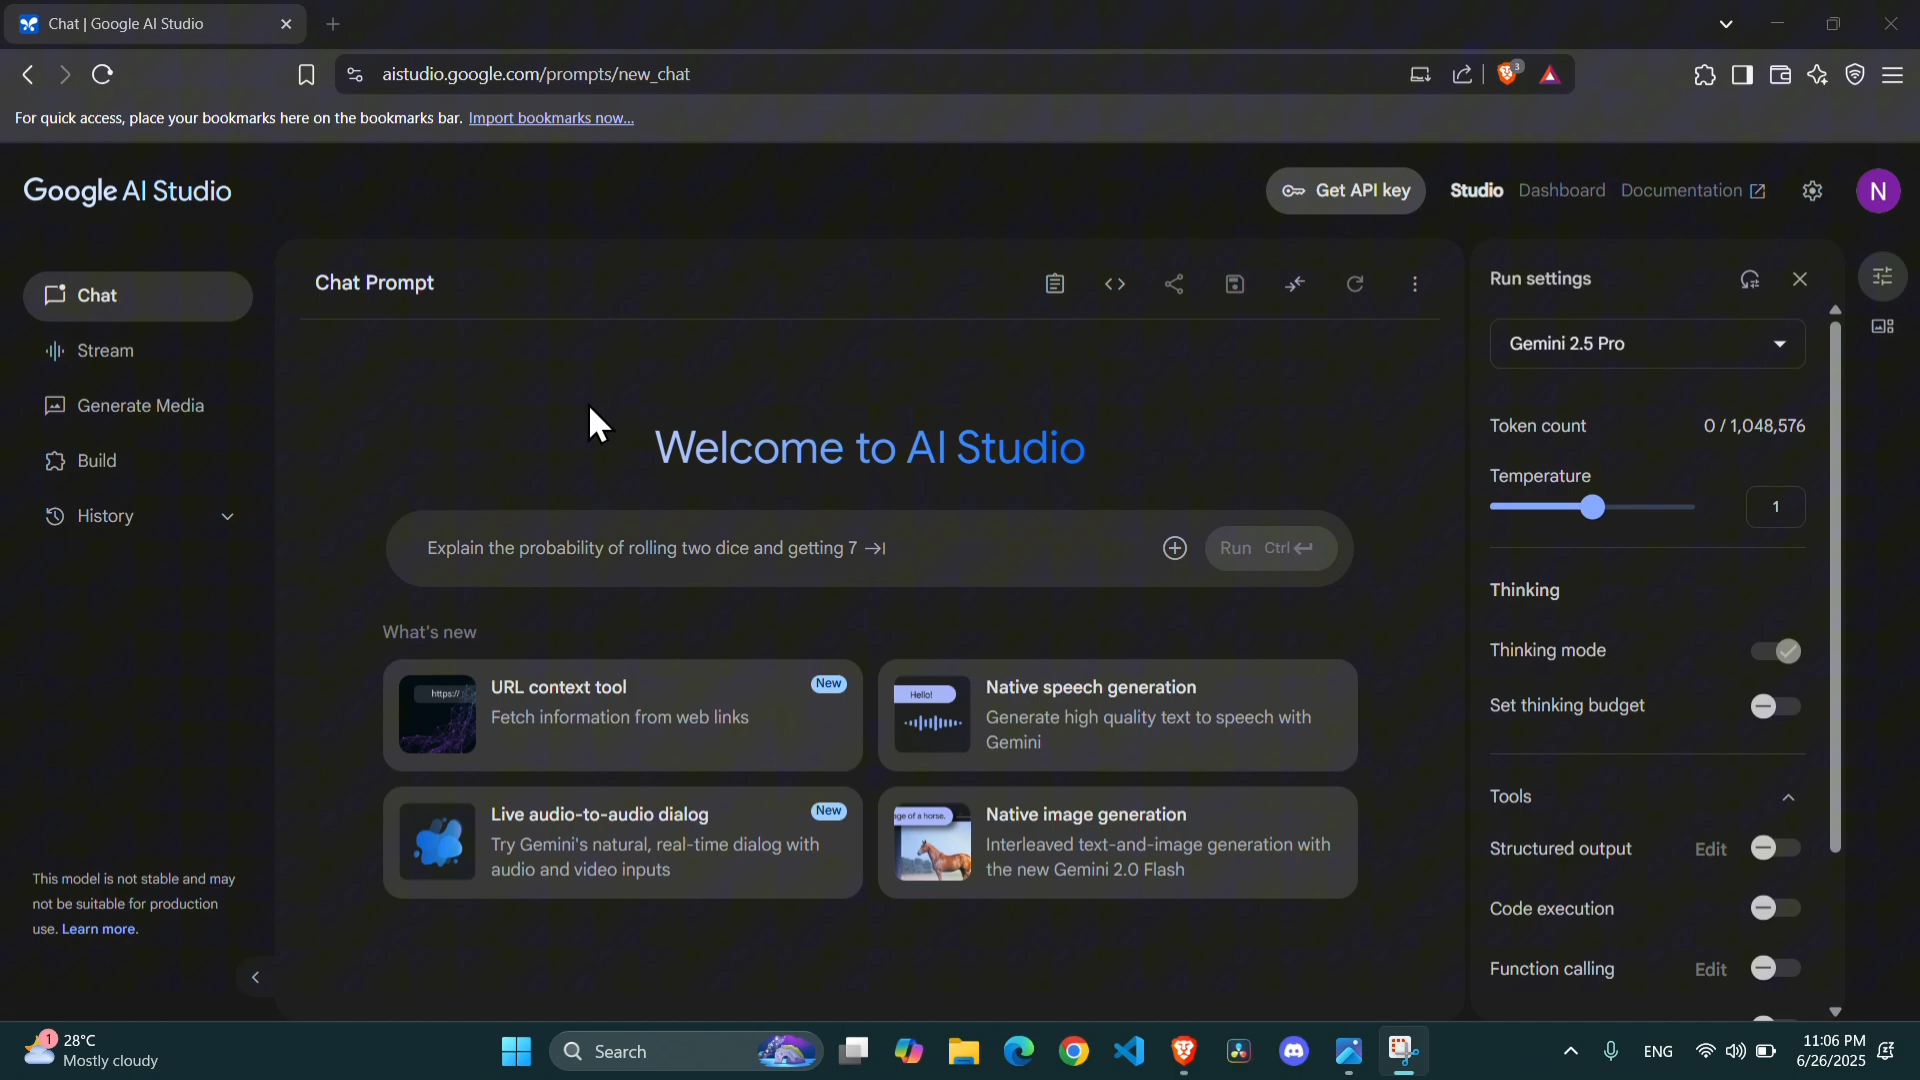 Chat | Google AI Studio
aistudio.google.com/prompts/new_chat
3
For quick access, place your bookmarks here on the bookmarks bar. Import bookmarks now...
Google AI Studio
Get API key
Studio
Dashboard
Documentation
N
Chat
Stream
Generate Media
Build
History
This model is not stable and may
not be suitable for production
use. Learn more.
Chat Prompt
Welcome to AI Studio
Explain the probability of rolling two dice and getting 7
Run Ctrl
What's new
https://
URL context tool
New
Fetch information from web links
Hello!
Native speech generation
Generate high quality text to speech with
Gemini
Live audio-to-audio dialog
New
Try Gemini's natural, real-time dialog with
audio and video inputs
ge of a horse.
Native image generation
Interleaved text-and-image generation with
the new Gemini 2.0 Flash
Run settings
Gemini 2.5 Pro
Token count 0 / 1,048,576
Temperature
1
Thinking
Thinking mode
Set thinking budget
Tools
Structured output Edit
Code execution
Function calling Edit
1
28°C
Mostly cloudy
Search
ENG
11:06 PM
6/26/2025